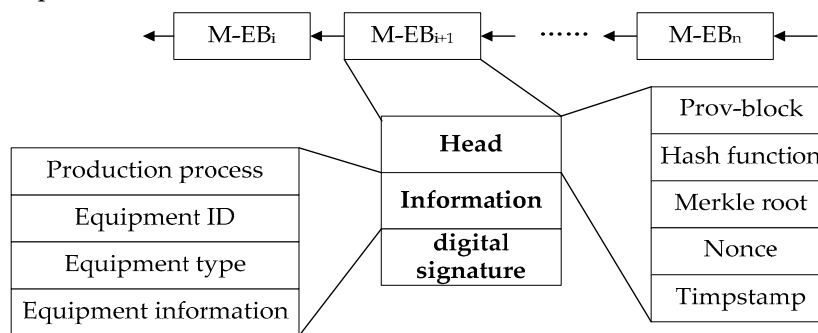 M-EBi M-EBi+1 …… M-EBn
Head
Information
digital
signature
Production process
Equipment ID
Equipment type
Equipment information
Prov-block
Hash function
Merkle root
Nonce
Timpstamp